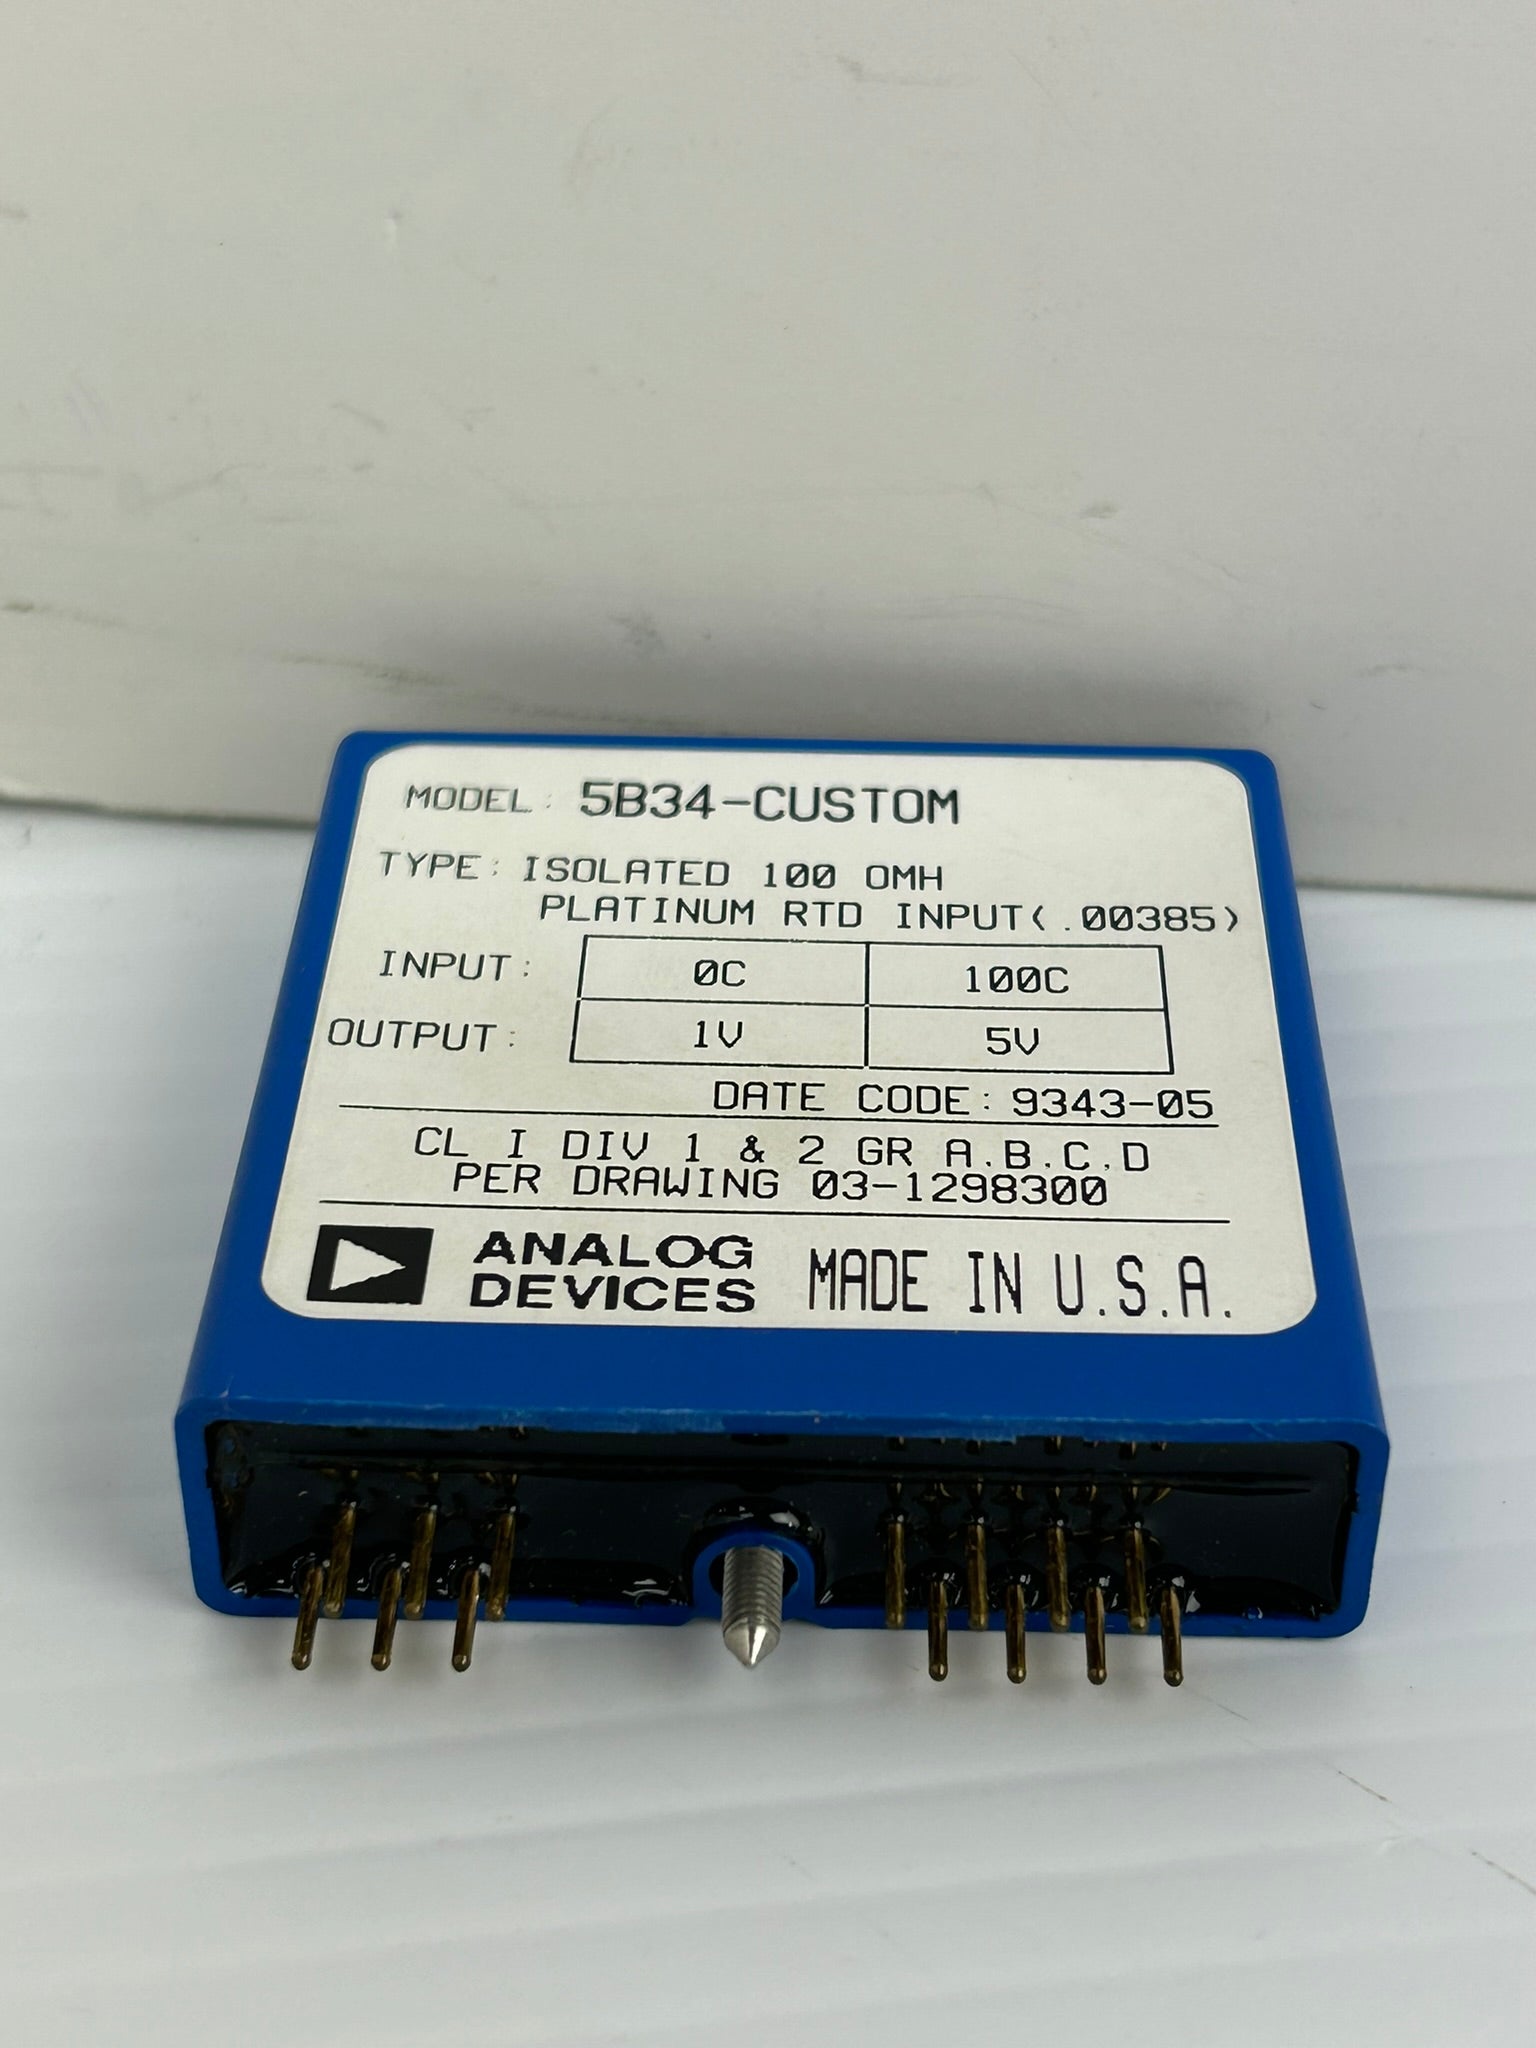 MODEL: 5B34-CUSTOM
TYPE: ISOLATED 100 OMH
PLATINUM RTD INPUT(.00385)
INPUT: 0C 100C
OUTPUT: 1V 5V
DATE CODE: 9343-05
CL I DIV 1 & 2 GR A.B.C.D
PER DRAWING 03-1298300
ANALOG
DEVICES
MADE IN U.S.A.